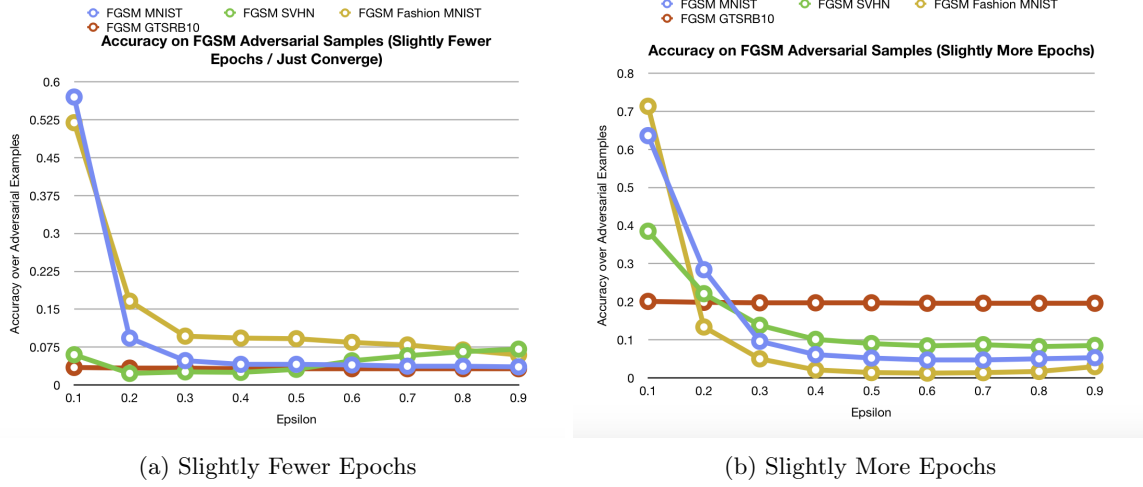 FGSM MNIST FGSM SVHN FGSM Fashion MNIST
FGSM GTSRB10
Accuracy on FGSM Adversarial Samples (Slightly Fewer
Epochs / Just Converge)
0.6
0.525
0.45
0.375
0.3
0.225
0.15
0.075
0
Accuracy over Adversarial Examples
0.1 0.2 0.3 0.4 0.5 0.6 0.7 0.8 0.9
Epsilon
(a) Slightly Fewer Epochs
FGSM MNIST FGSM SVHN FGSM Fashion MNIST
FGSM GTSRB10
Accuracy on FGSM Adversarial Samples (Slightly More Epochs)
0.8
0.7
0.6
0.5
0.4
0.3
0.2
0.1
0
Accuracy over Adversarial Examples
0.1 0.2 0.3 0.4 0.5 0.6 0.7 0.8 0.9
Epsilon
(b) Slightly More Epochs